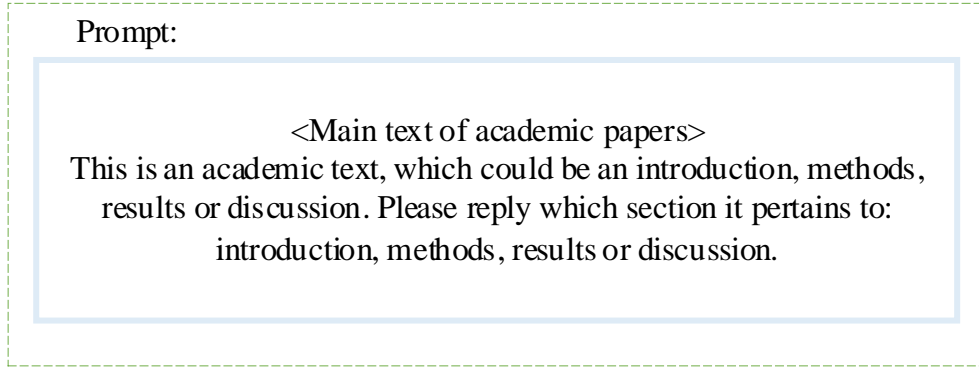 Prompt:
<Main text of academic papers>
This is an academic text, which could be an introduction, methods,
results or discussion. Please reply which section it pertains to:
introduction, methods, results or discussion.